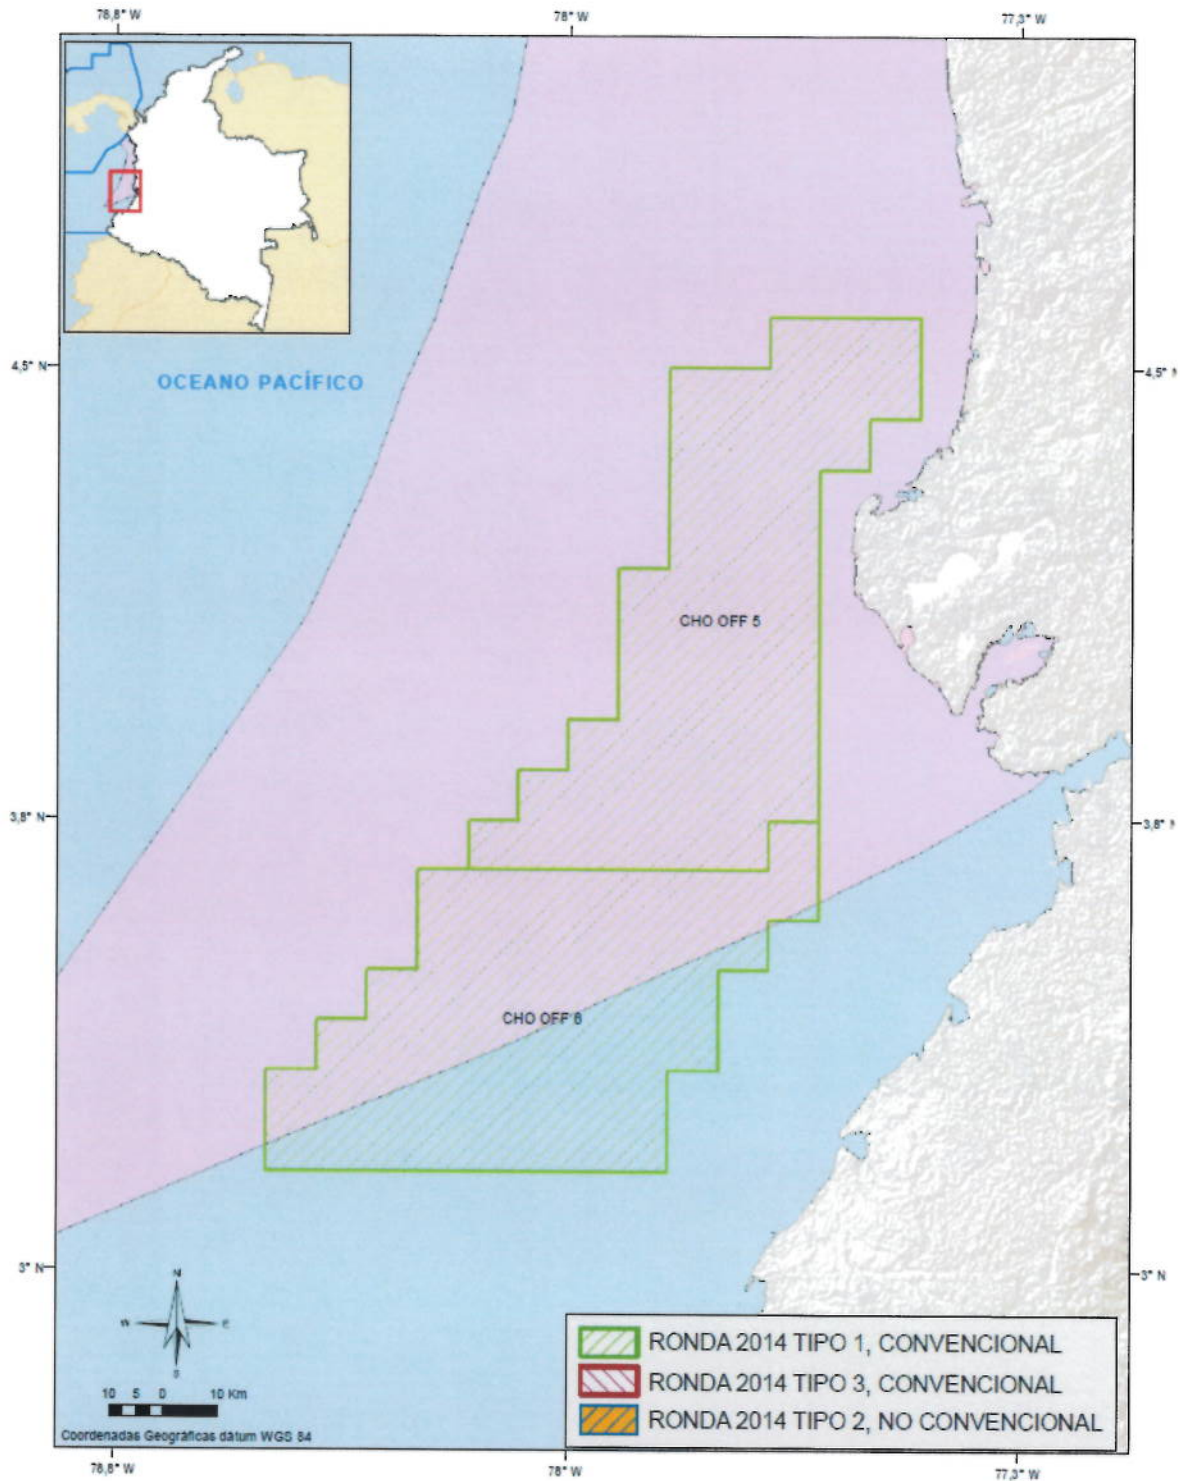 78,8° W
78° W
77,3° W
4,5° N
4,5° N
OCEANO PACÍFICO
CHO OFF 5
3,8° N
3,8° N
CHO OFF 6
3° N
3° N
N
W
E
S
10 5 0 10 Km
Coordenadas Geográficas dátum WGS 84
RONDA 2014 TIPO 1, CONVENCIONAL
RONDA 2014 TIPO 3, CONVENCIONAL
RONDA 2014 TIPO 2, NO CONVENCIONAL
78,8° W
78° W
77,3° W